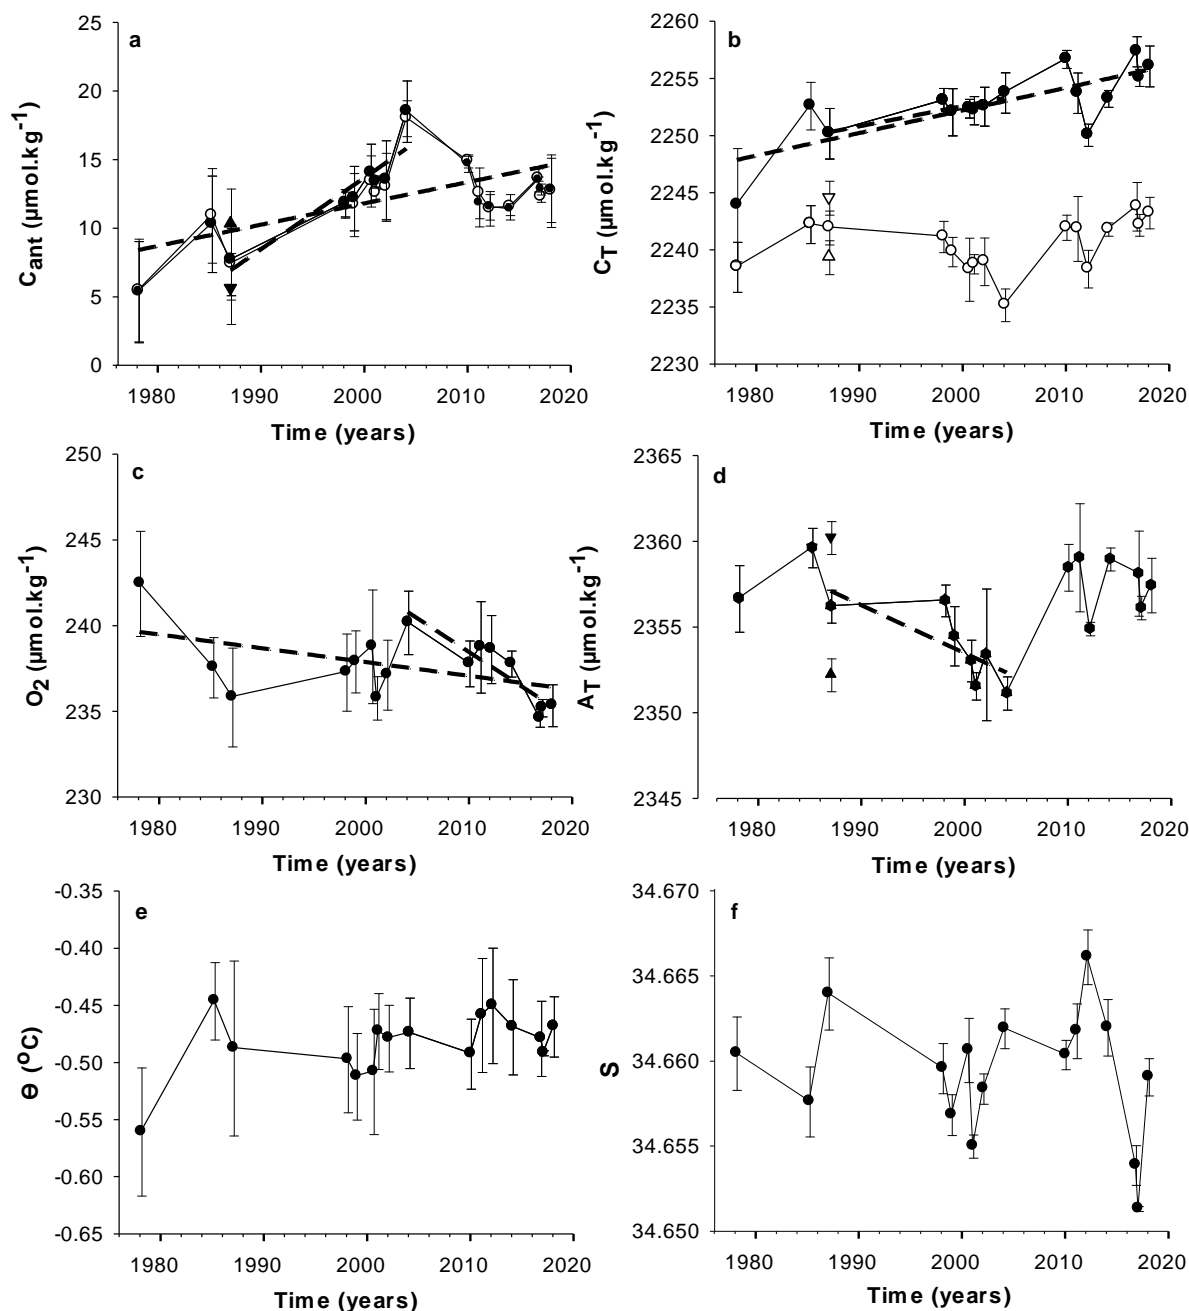 a
25
20
15
10
5
0
C_ant (µmol.kg⁻¹)
1980 1990 2000 2010 2020
Time (years)
b
2260
2255
2250
2245
2240
2235
2230
C_T (µmol.kg⁻¹)
1980 1990 2000 2010 2020
Time (years)
c
250
245
240
235
230
O₂ (µmol.kg⁻¹)
1980 1990 2000 2010 2020
Time (years)
d
2365
2360
2355
2350
2345
A_T (µmol.kg⁻¹)
1980 1990 2000 2010 2020
Time (years)
e
-0.35
-0.40
-0.45
-0.50
-0.55
-0.60
-0.65
Θ (°C)
1980 1990 2000 2010 2020
Time (years)
f
34.670
34.665
34.660
34.655
34.650
S
1980 1990 2000 2010 2020
Time (years)